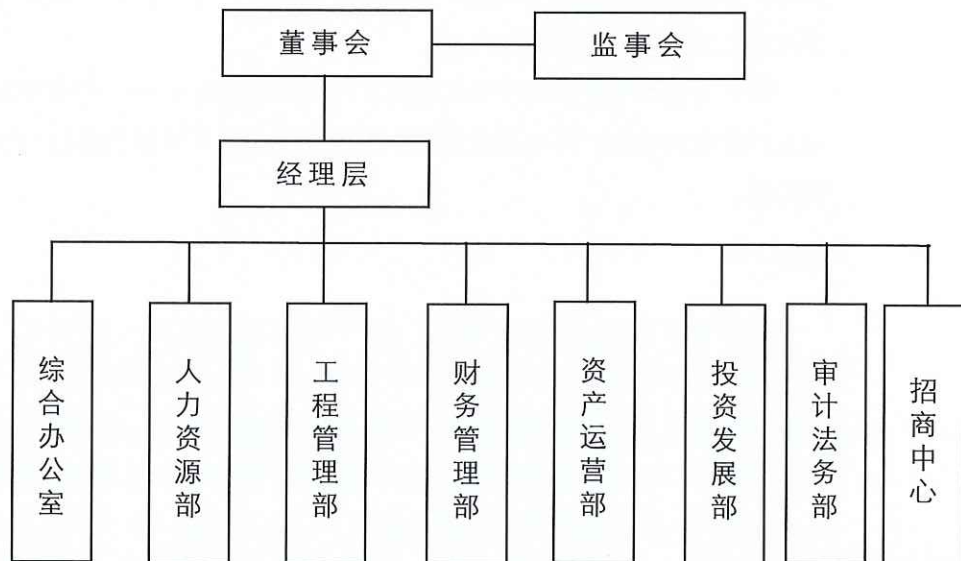 董事会
监事会
经理层
综合办公室
人力资源部
工程管理部
财务管理部
资产运营部
投资发展部
审计法务部
招商中心